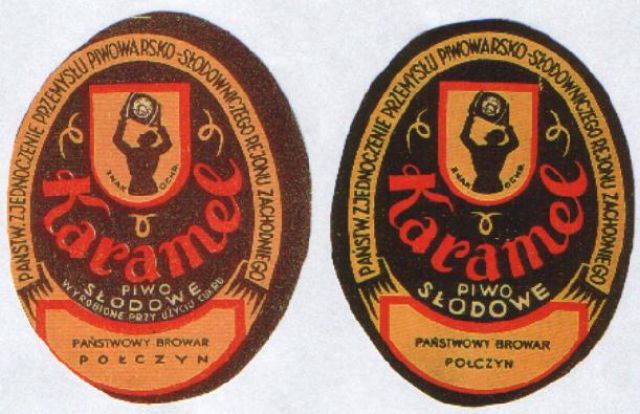 PAŃSTW. ZJEDNOCZENIE PRZEMYSŁU PIWOWARSKO-SŁODOWNICZEGO REJONU ZACHODNIEGO
ZNAK OCHR.
Karamel
PIWO
SŁODOWE
WYROBIONE PRZY UŻYCIU CUKRU
PAŃSTWOWY BROWAR
POŁCZYN
PAŃSTW. ZJEDNOCZENIE PRZEMYSŁU PIWOWARSKO-SŁODOWNICZEGO REJONU ZACHODNIEGO
ZNAK OCHR.
Karamel
PIWO
SŁODOWE
PAŃSTWOWY BROWAR
POŁCZYN